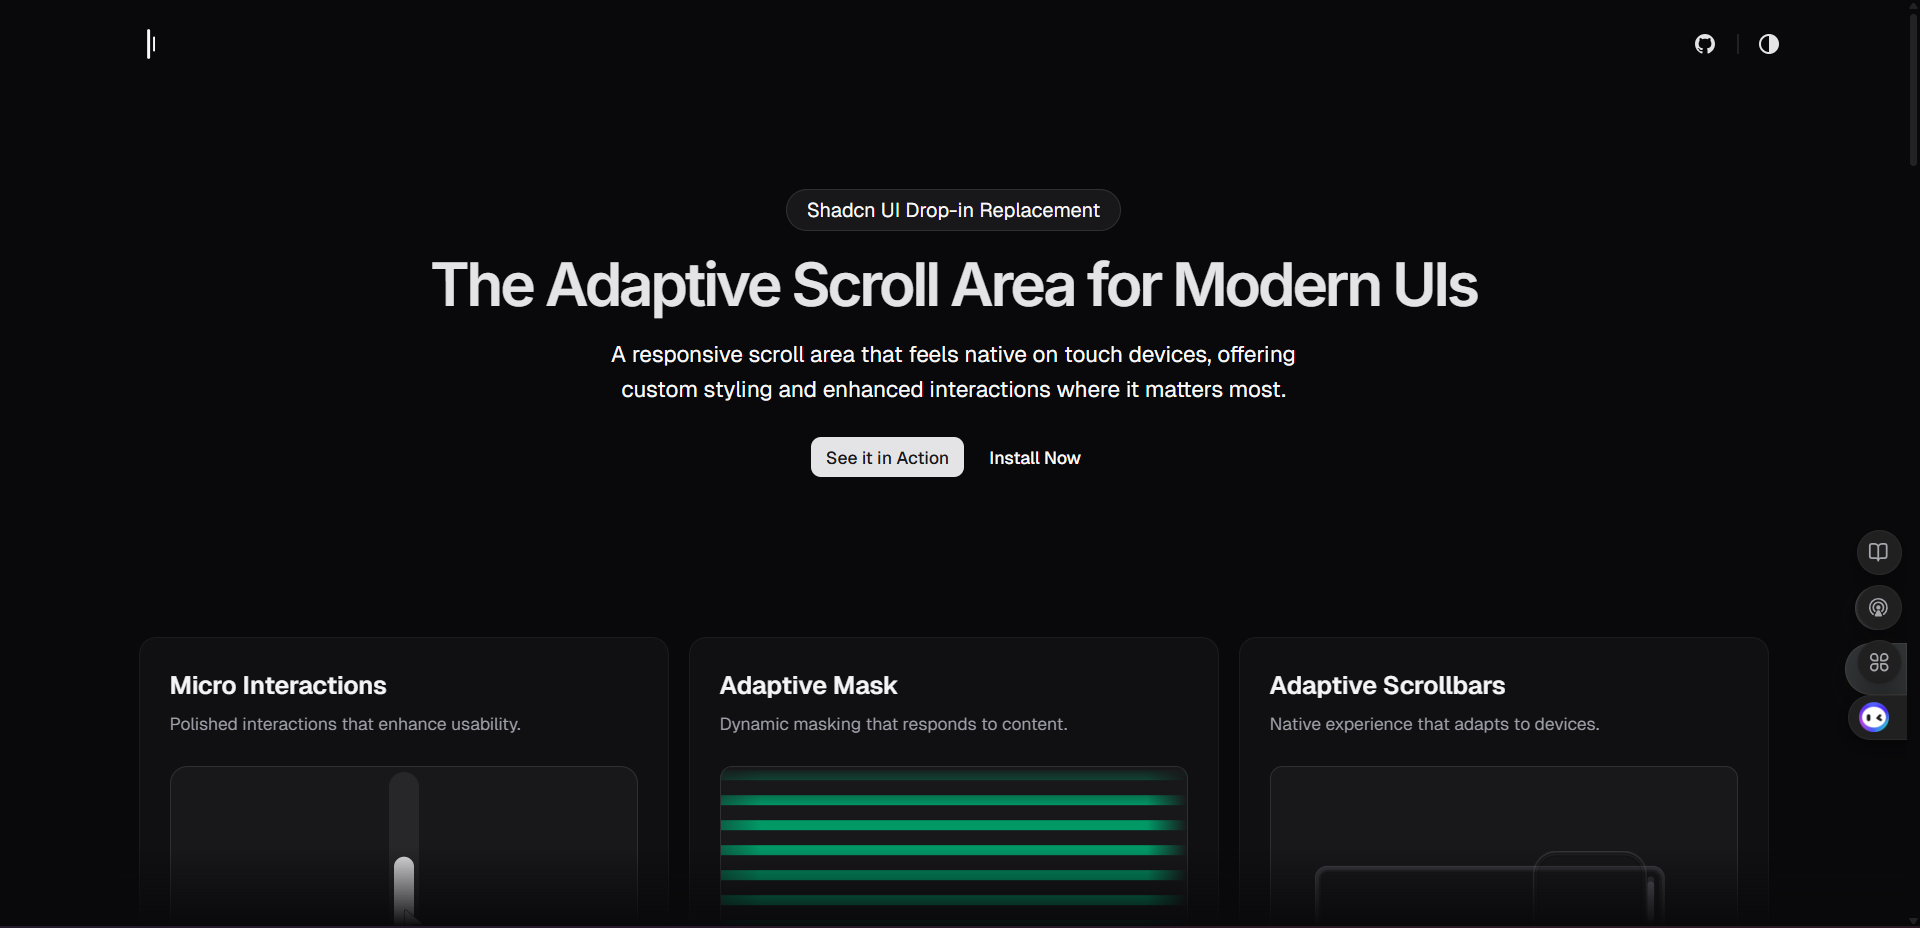 Shadcn UI Drop-in Replacement
The Adaptive Scroll Area for Modern UIs
A responsive scroll area that feels native on touch devices, offering
custom styling and enhanced interactions where it matters most.
See it in Action
Install Now
Micro Interactions
Polished interactions that enhance usability.
Adaptive Mask
Dynamic masking that responds to content.
Adaptive Scrollbars
Native experience that adapts to devices.